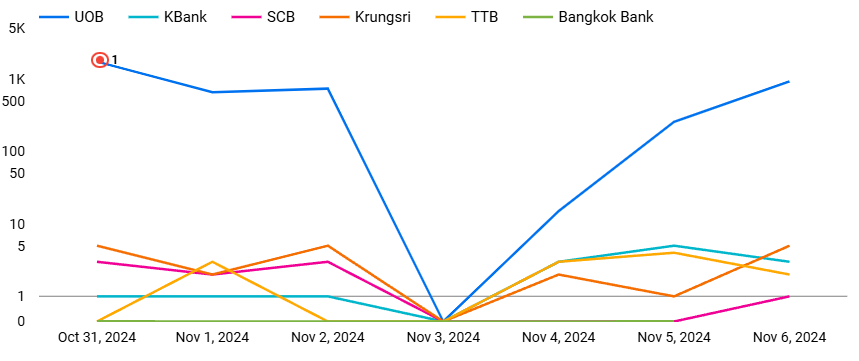 UOB KBank SCB Krungsri TTB Bangkok Bank
5K
1
1K
500
100
50
10
5
1
0
Oct 31, 2024 Nov 1, 2024 Nov 2, 2024 Nov 3, 2024 Nov 4, 2024 Nov 5, 2024 Nov 6, 2024